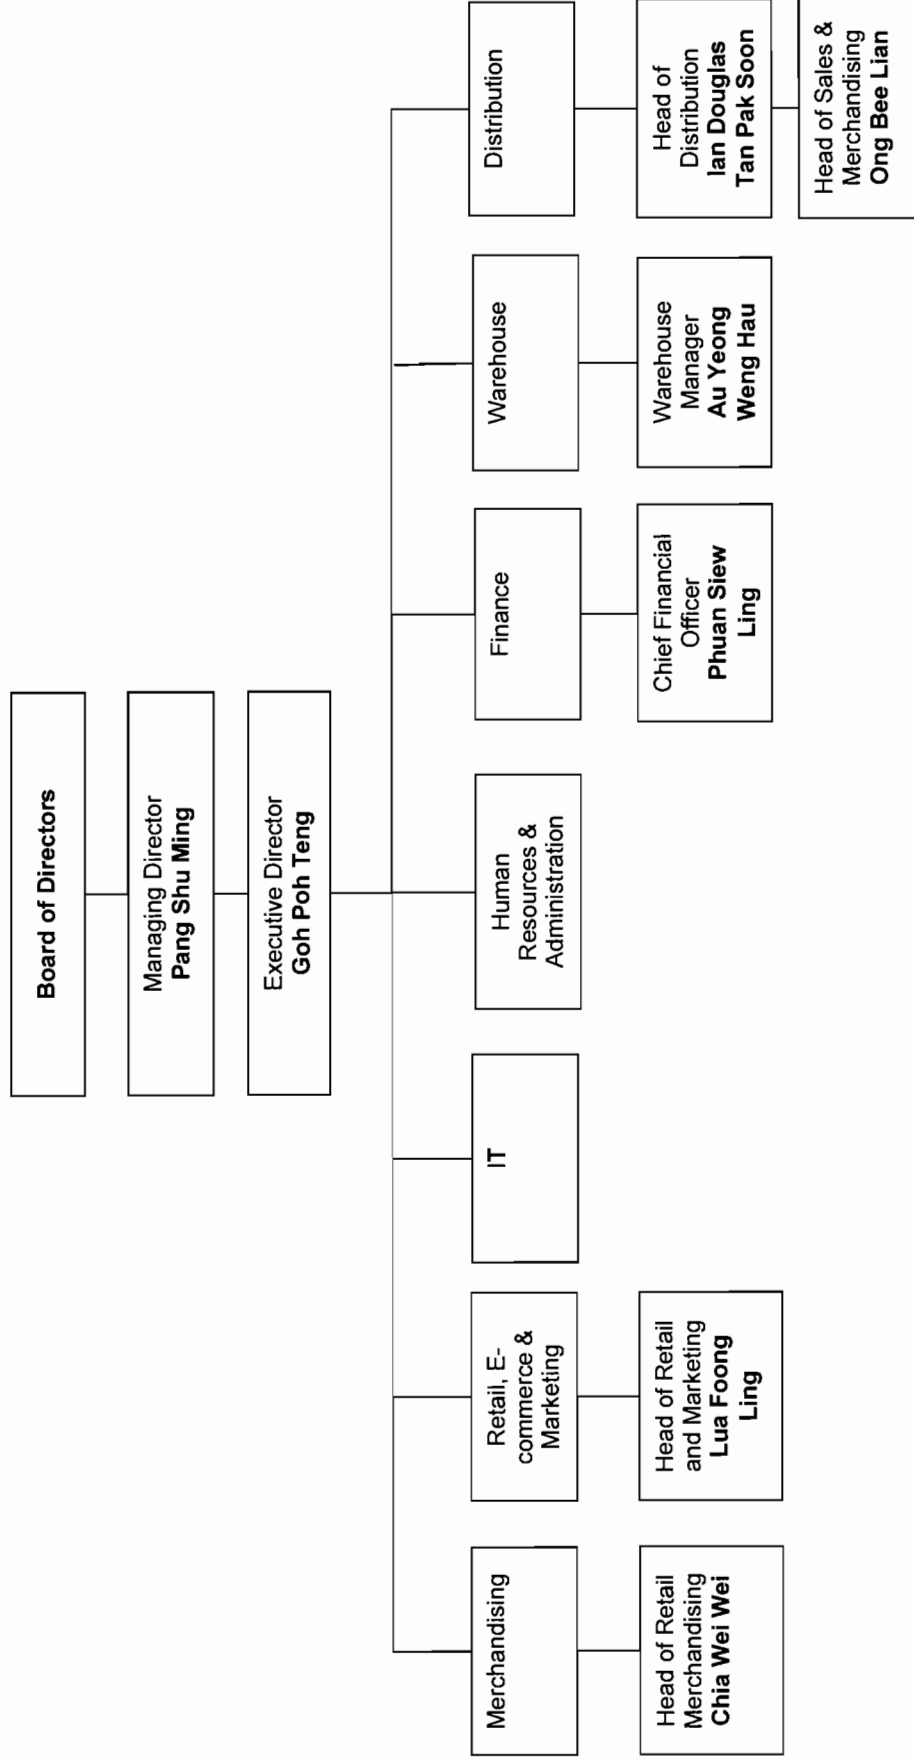 Board of Directors
Managing Director
Pang Shu Ming
Executive Director
Goh Poh Teng
Merchandising
Retail, E-
commerce &
Marketing
IT
Human
Resources &
Administration
Finance
Warehouse
Distribution
Head of Retail
Merchandising
Chia Wei Wei
Head of Retail
and Marketing
Lua Foong
Ling
Chief Financial
Officer
Phuan Siew
Ling
Warehouse
Manager
Au Yeong
Weng Hau
Head of
Distribution
Ian Douglas
Tan Pak Soon
Head of Sales &
Merchandising
Ong Bee Lian